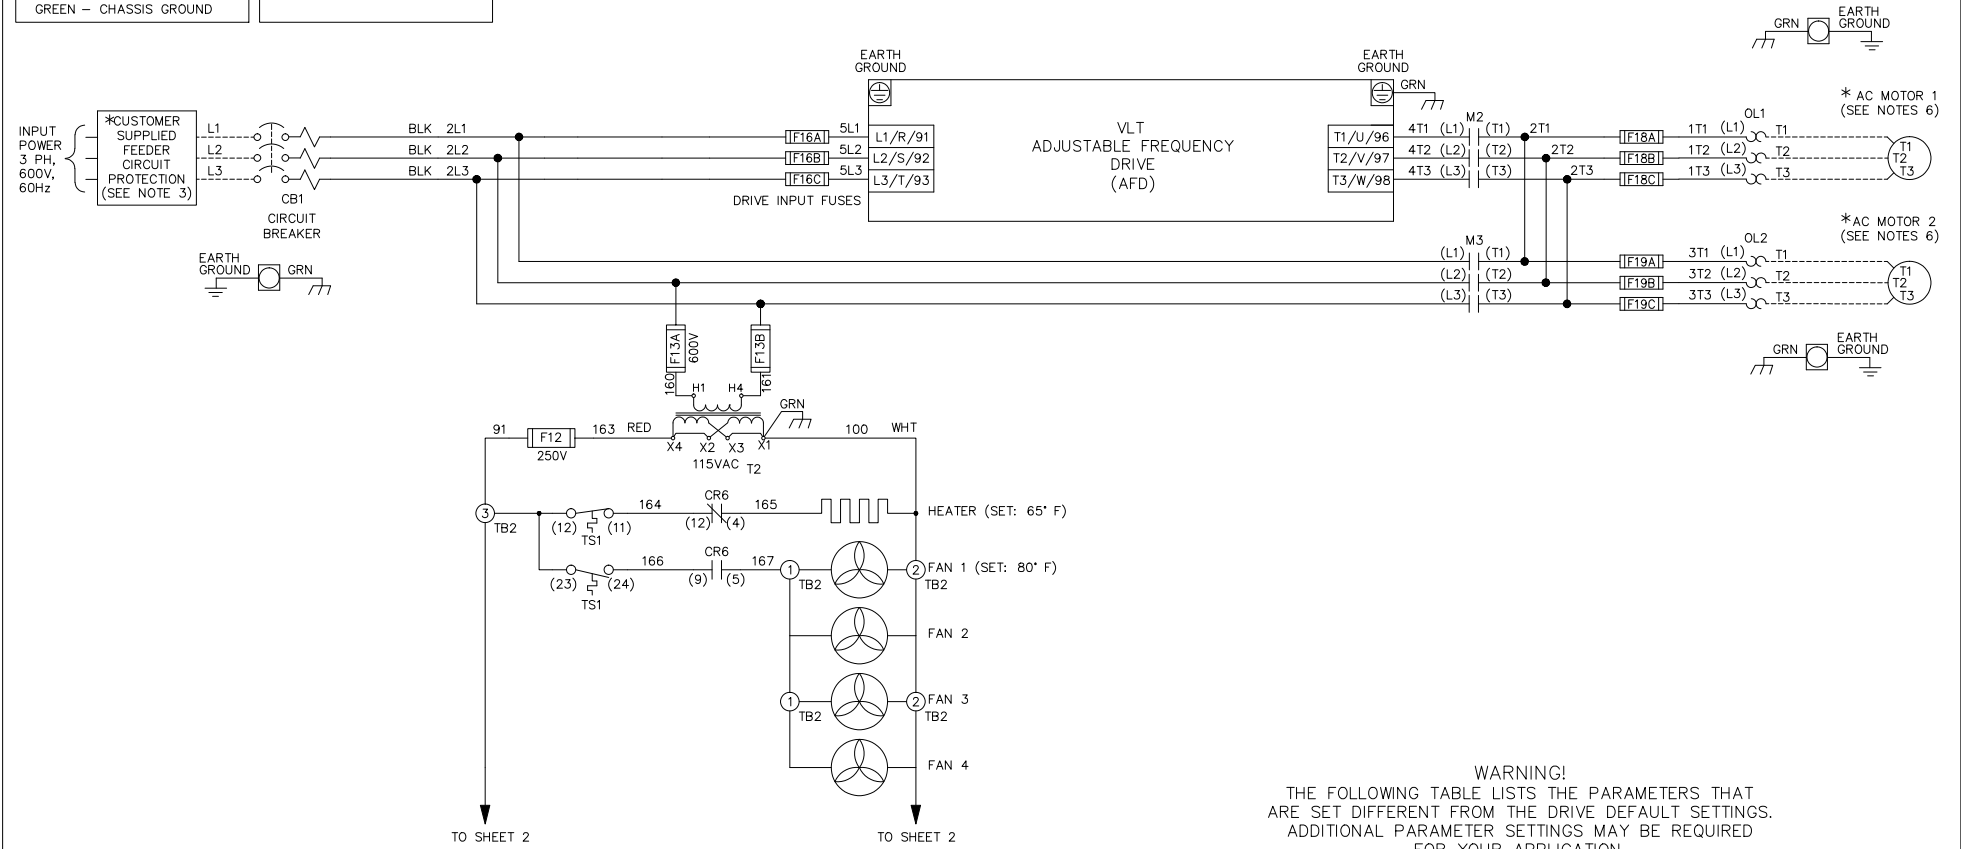 GREEN – CHASSIS GROUND
GRN
EARTH
GROUND
EARTH
GROUND
EARTH
GROUND
GRN
INPUT
POWER
3 PH,
600V,
60Hz
*CUSTOMER
SUPPLIED
FEEDER
CIRCUIT
PROTECTION
(SEE NOTE 3)
L1
L2
L3
CB1
CIRCUIT
BREAKER
BLK 2L1
BLK 2L2
BLK 2L3
F16A
F16B
F16C
5L1
5L2
5L3
DRIVE INPUT FUSES
L1/R/91
L2/S/92
L3/T/93
VLT
ADJUSTABLE FREQUENCY
DRIVE
(AFD)
T1/U/96
T2/V/97
T3/W/98
M2
4T1 (L1) (T1) 2T1
4T2 (L2) (T2) 2T2
4T3 (L3) (T3) 2T3
F18A
F18B
F18C
OL1
1T1 (L1) T1
1T2 (L2) T2
1T3 (L3)
* AC MOTOR 1
(SEE NOTES 6)
T1
T2
T3
EARTH
GROUND
GRN
M3
(L1) (T1)
(L2) (T2)
(L3) (T3)
F19A
F19B
F19C
OL2
3T1 (L1) T1
3T2 (L2) T2
3T3 (L3) T3
*AC MOTOR 2
(SEE NOTES 6)
T1
T2
T3
GRN
EARTH
GROUND
F13A
600V
F13B
160
161
H1 H4
GRN
91
F12
250V
163 RED
X4 X2 X3 X1
115VAC T2
100 WHT
3
TB2
(12) (11)
TS1
164
CR6
(12) (4)
165
HEATER (SET: 65° F)
(23) (24)
TS1
166
CR6
(9) (5)
167
1
TB2
2
TB2
FAN 1 (SET: 80° F)
FAN 2
1
TB2
2
TB2
FAN 3
FAN 4
TO SHEET 2
TO SHEET 2
WARNING!
THE FOLLOWING TABLE LISTS THE PARAMETERS THAT
ARE SET DIFFERENT FROM THE DRIVE DEFAULT SETTINGS.
ADDITIONAL PARAMETER SETTINGS MAY BE REQUIRED
FOR YOUR APPLICATION